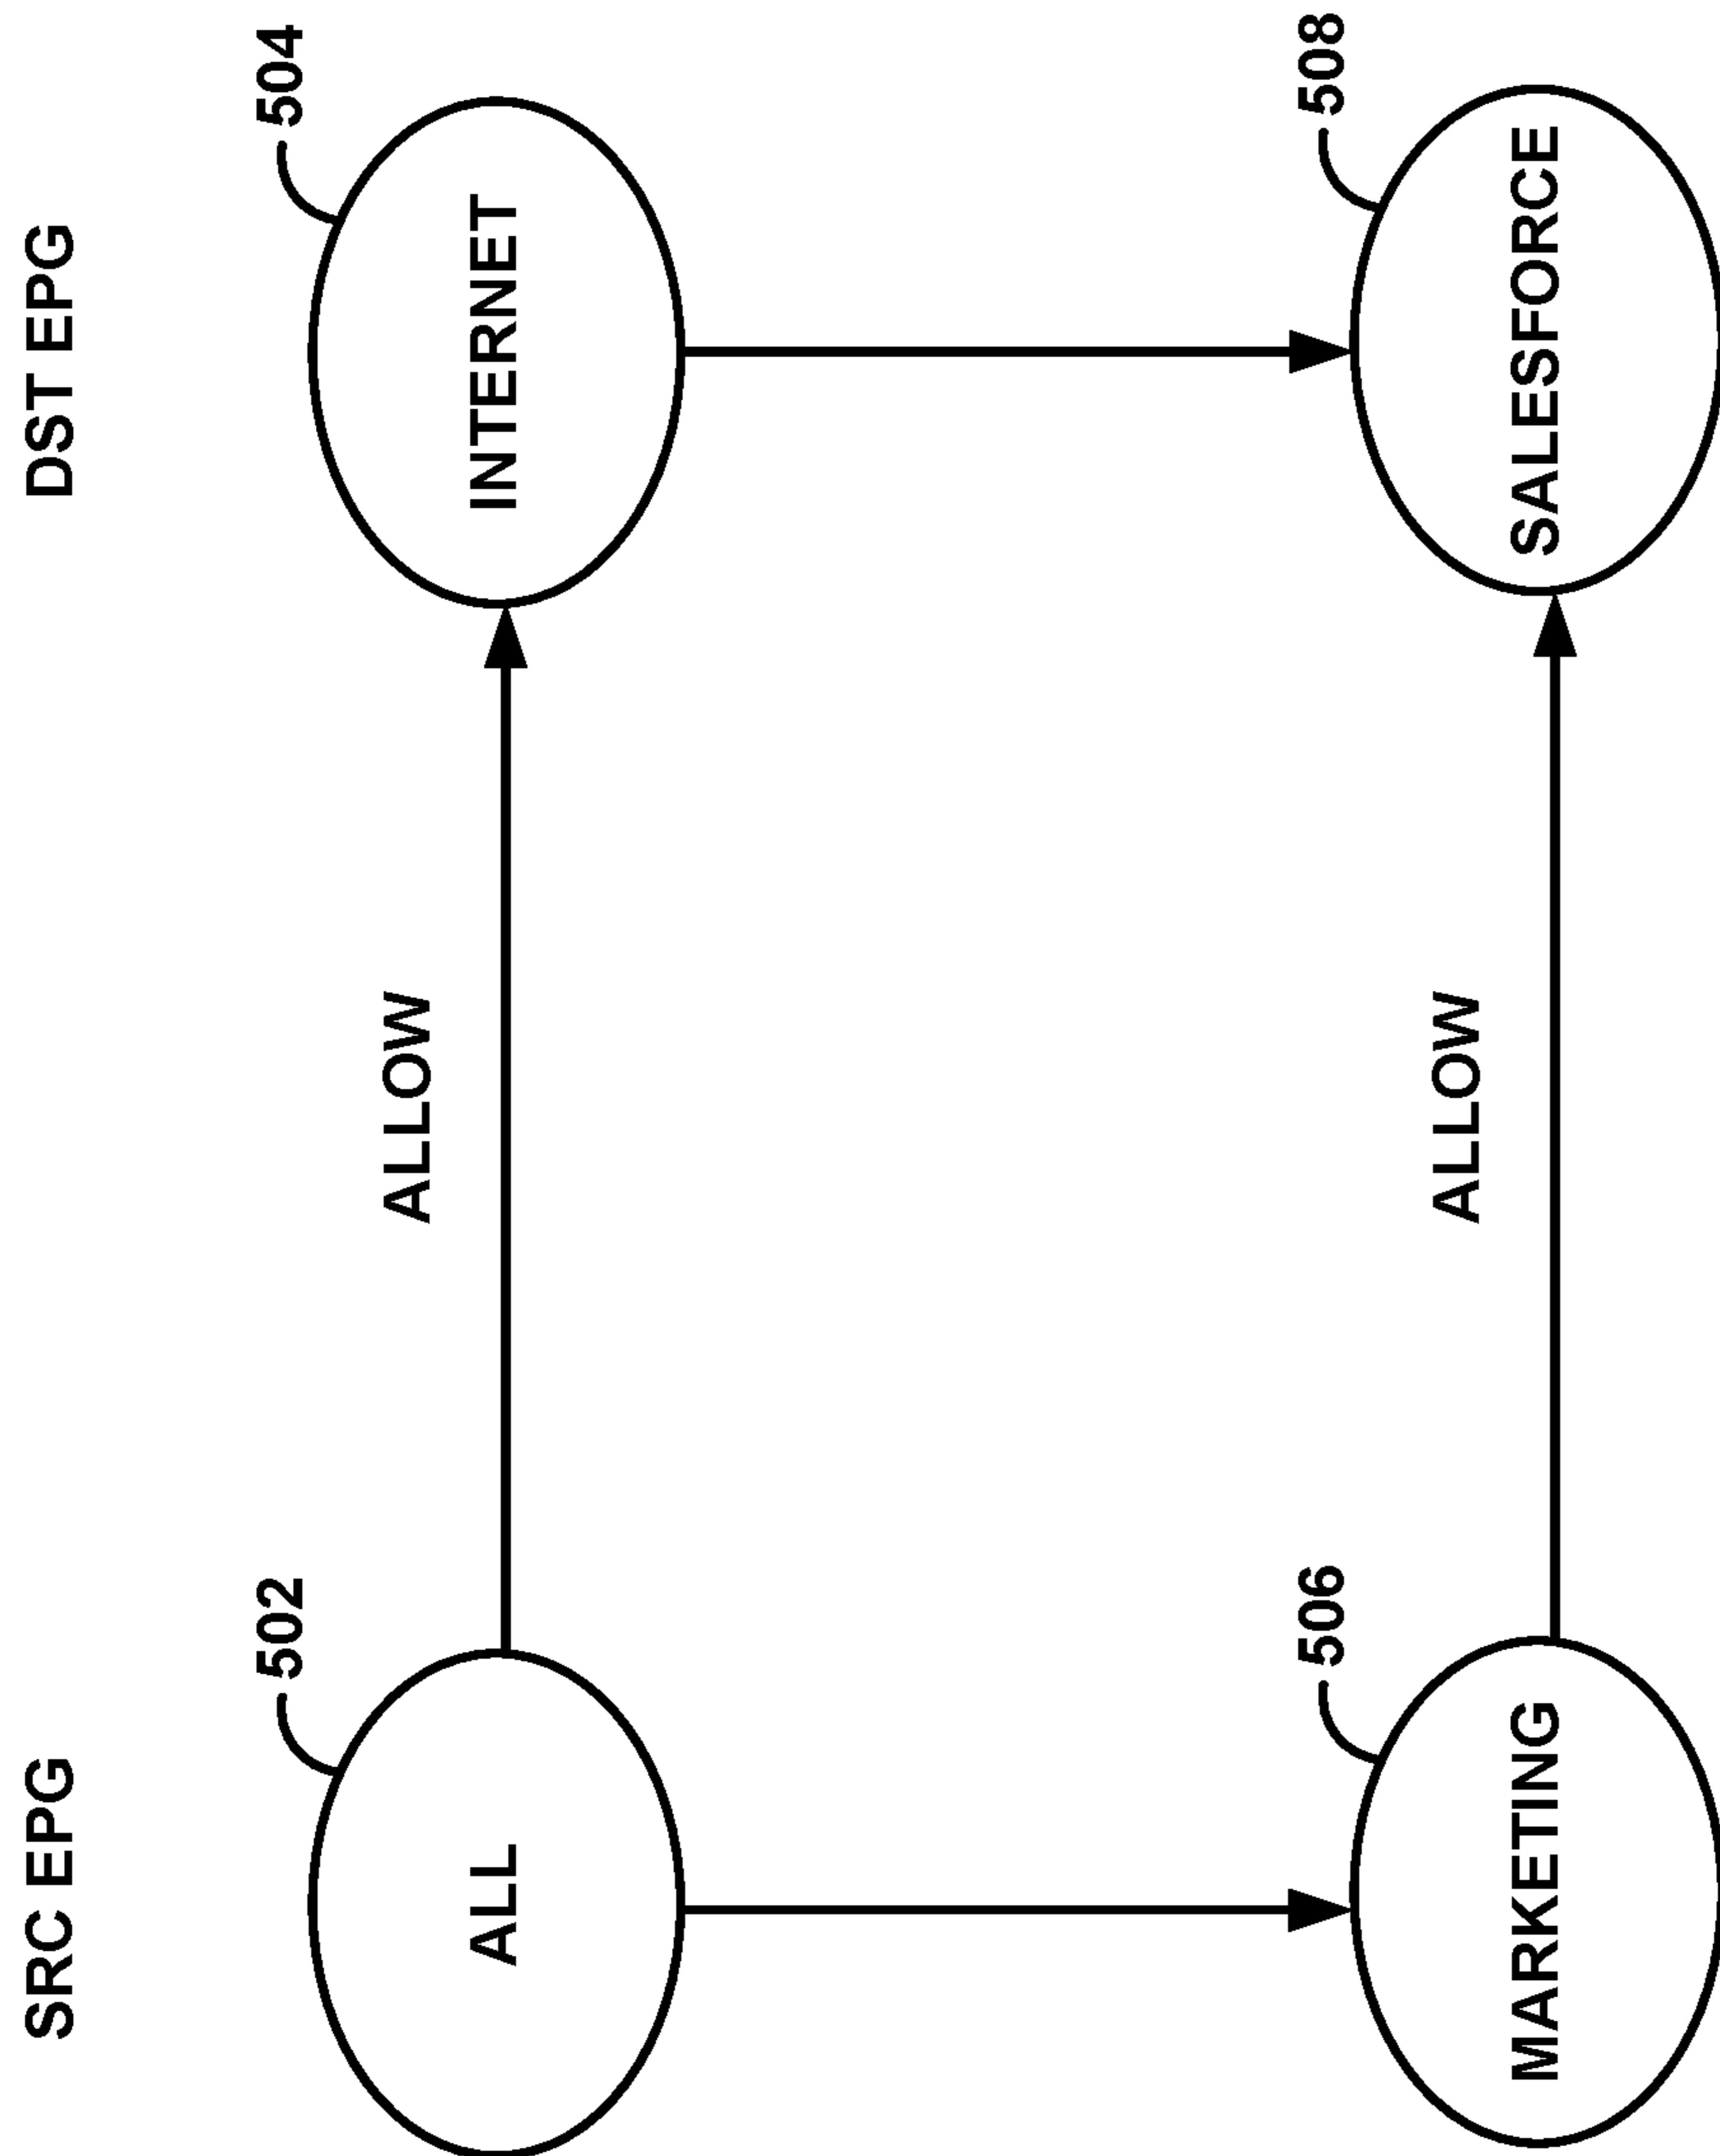 SRC EPG
DST EPG
502
504
ALL
ALLOW
INTERNET
506
508
MARKETING
ALLOW
SALESFORCE